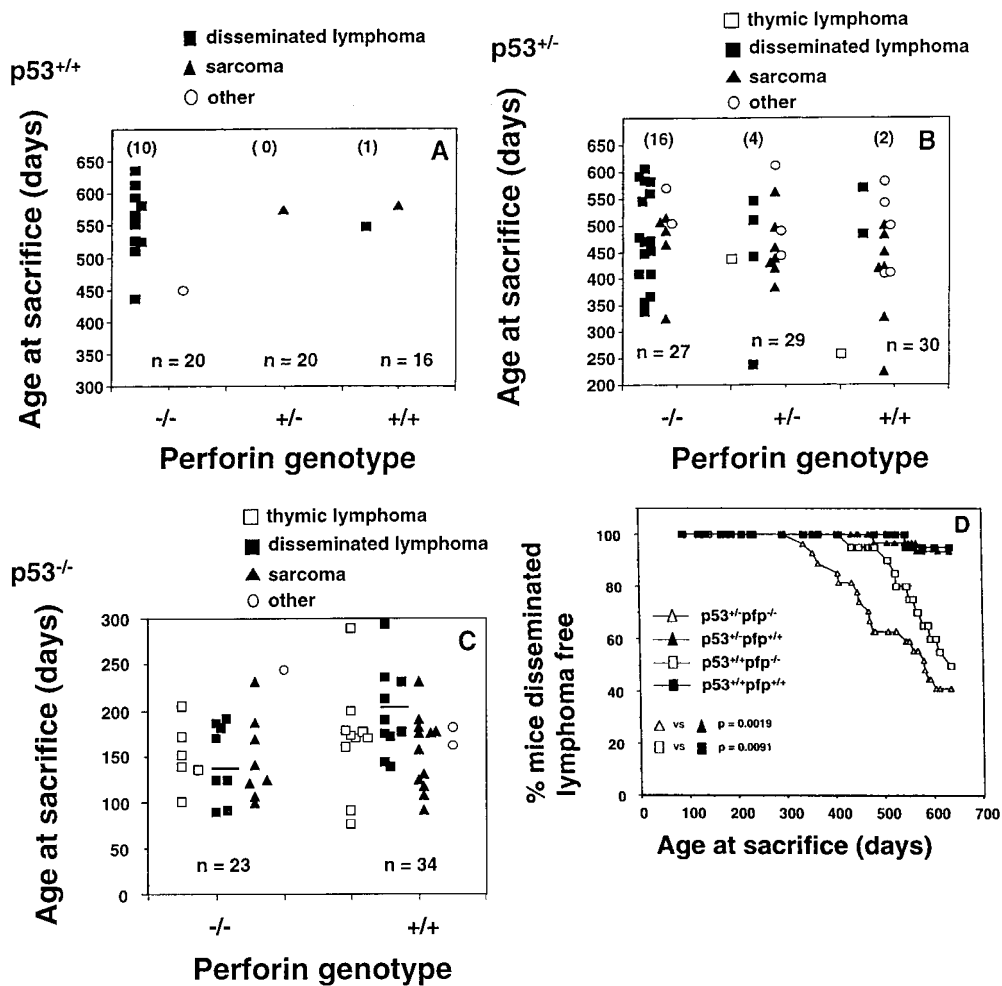 p53+/+
disseminated lymphoma
sarcoma
other
Age at sacrifice (days)
(10) (0) (1) A
650
600
550
500
450
400
350
300
n = 20 n = 20 n = 16
-/- +/- +/+
Perforin genotype
p53+/-
thymic lymphoma
disseminated lymphoma
sarcoma
other
Age at sacrifice (days)
(16) (4) (2) B
650
600
550
500
450
400
350
300
250
200
n = 27 n = 29 n = 30
-/- +/- +/+
Perforin genotype
p53-/-
thymic lymphoma
disseminated lymphoma
sarcoma
other
Age at sacrifice (days)
C
300
250
200
150
100
50
0
n = 23 n = 34
-/- +/+
Perforin genotype
% mice disseminated
lymphoma free
D
100
80
60
40
20
0
p53+/-pfp-/-
p53+/-pfp+/+
p53+/+pfp-/-
p53+/+pfp+/+
vs p = 0.0019
vs p = 0.0091
0 100 200 300 400 500 600 700
Age at sacrifice (days)